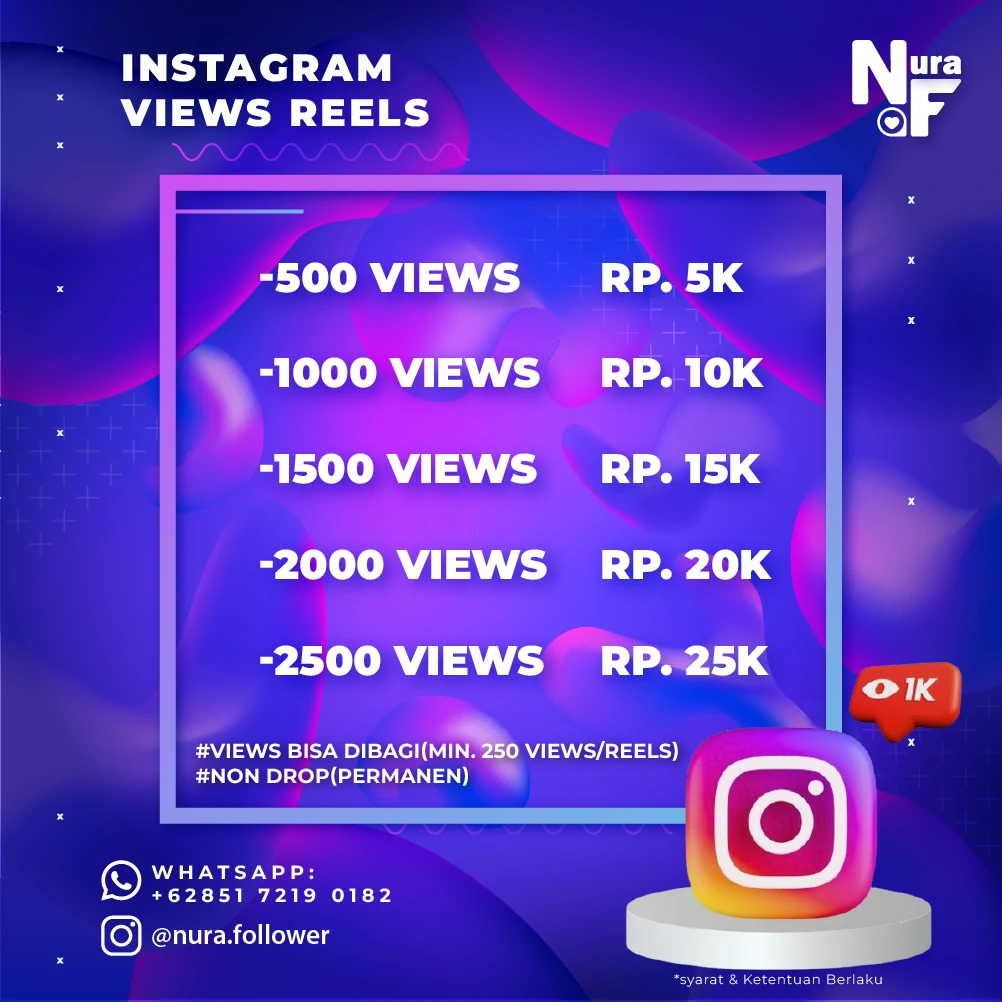 INSTAGRAM
VIEWS REELS
Nura
F
-500 VIEWS RP. 5K
-1000 VIEWS RP. 10K
-1500 VIEWS RP. 15K
-2000 VIEWS RP. 20K
-2500 VIEWS RP. 25K
1K
#VIEWS BISA DIBAGI(MIN. 250 VIEWS/REELS)
#NON DROP(PERMANEN)
WHATSAPP:
+62851 7219 0182
@nura.follower
*syarat & Ketentuan Berlaku